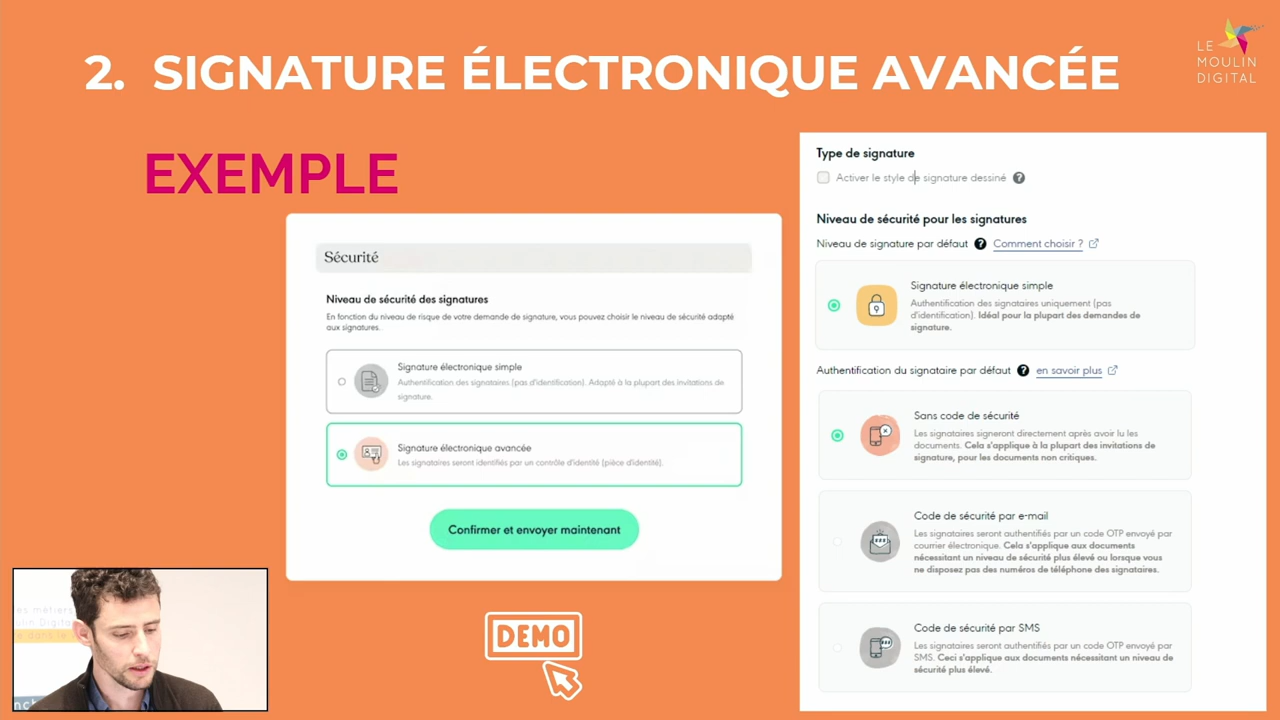 2. SIGNATURE ÉLECTRONIQUE AVANCÉE
LE
MOULIN
DIGITAL
EXEMPLE
Sécurité
Niveau de sécurité des signatures
En fonction du niveau de risque de votre demande de signature, vous pouvez choisir le niveau de sécurité adapté
aux signatures.
Signature électronique simple
Authentification des signataires (pas d'identification). Adapté à la plupart des invitations de
signature.
Signature électronique avancée
Les signataires seront identifiés par un contrôle d'identité (pièce d'identité).
Confirmer et envoyer maintenant
DEMO
Type de signature
Activer le style de signature dessiné ?
Niveau de sécurité pour les signatures
Niveau de signature par défaut ? Comment choisir ?
Signature électronique simple
Authentification des signataires uniquement (pas
d'identification). Idéal pour la plupart des demandes de
signature.
Authentification du signataire par défaut ? en savoir plus
Sans code de sécurité
Les signataires signeront directement après avoir lu les
documents. Cela s'applique à la plupart des invitations de
signature, pour les documents non critiques.
Code de sécurité par e-mail
Les signataires seront authentifiés par un code OTP envoyé par
courrier électronique. Cela s'applique aux documents
nécessitant un niveau de sécurité plus élevé ou lorsque vous
ne disposez pas des numéros de téléphone des signataires.
Code de sécurité par SMS
Les signataires seront authentifiés par un code OTP envoyé par
SMS. Ceci s'applique aux documents nécessitant un niveau de
sécurité plus élevé.
es métiers
ulin Digita
dans le